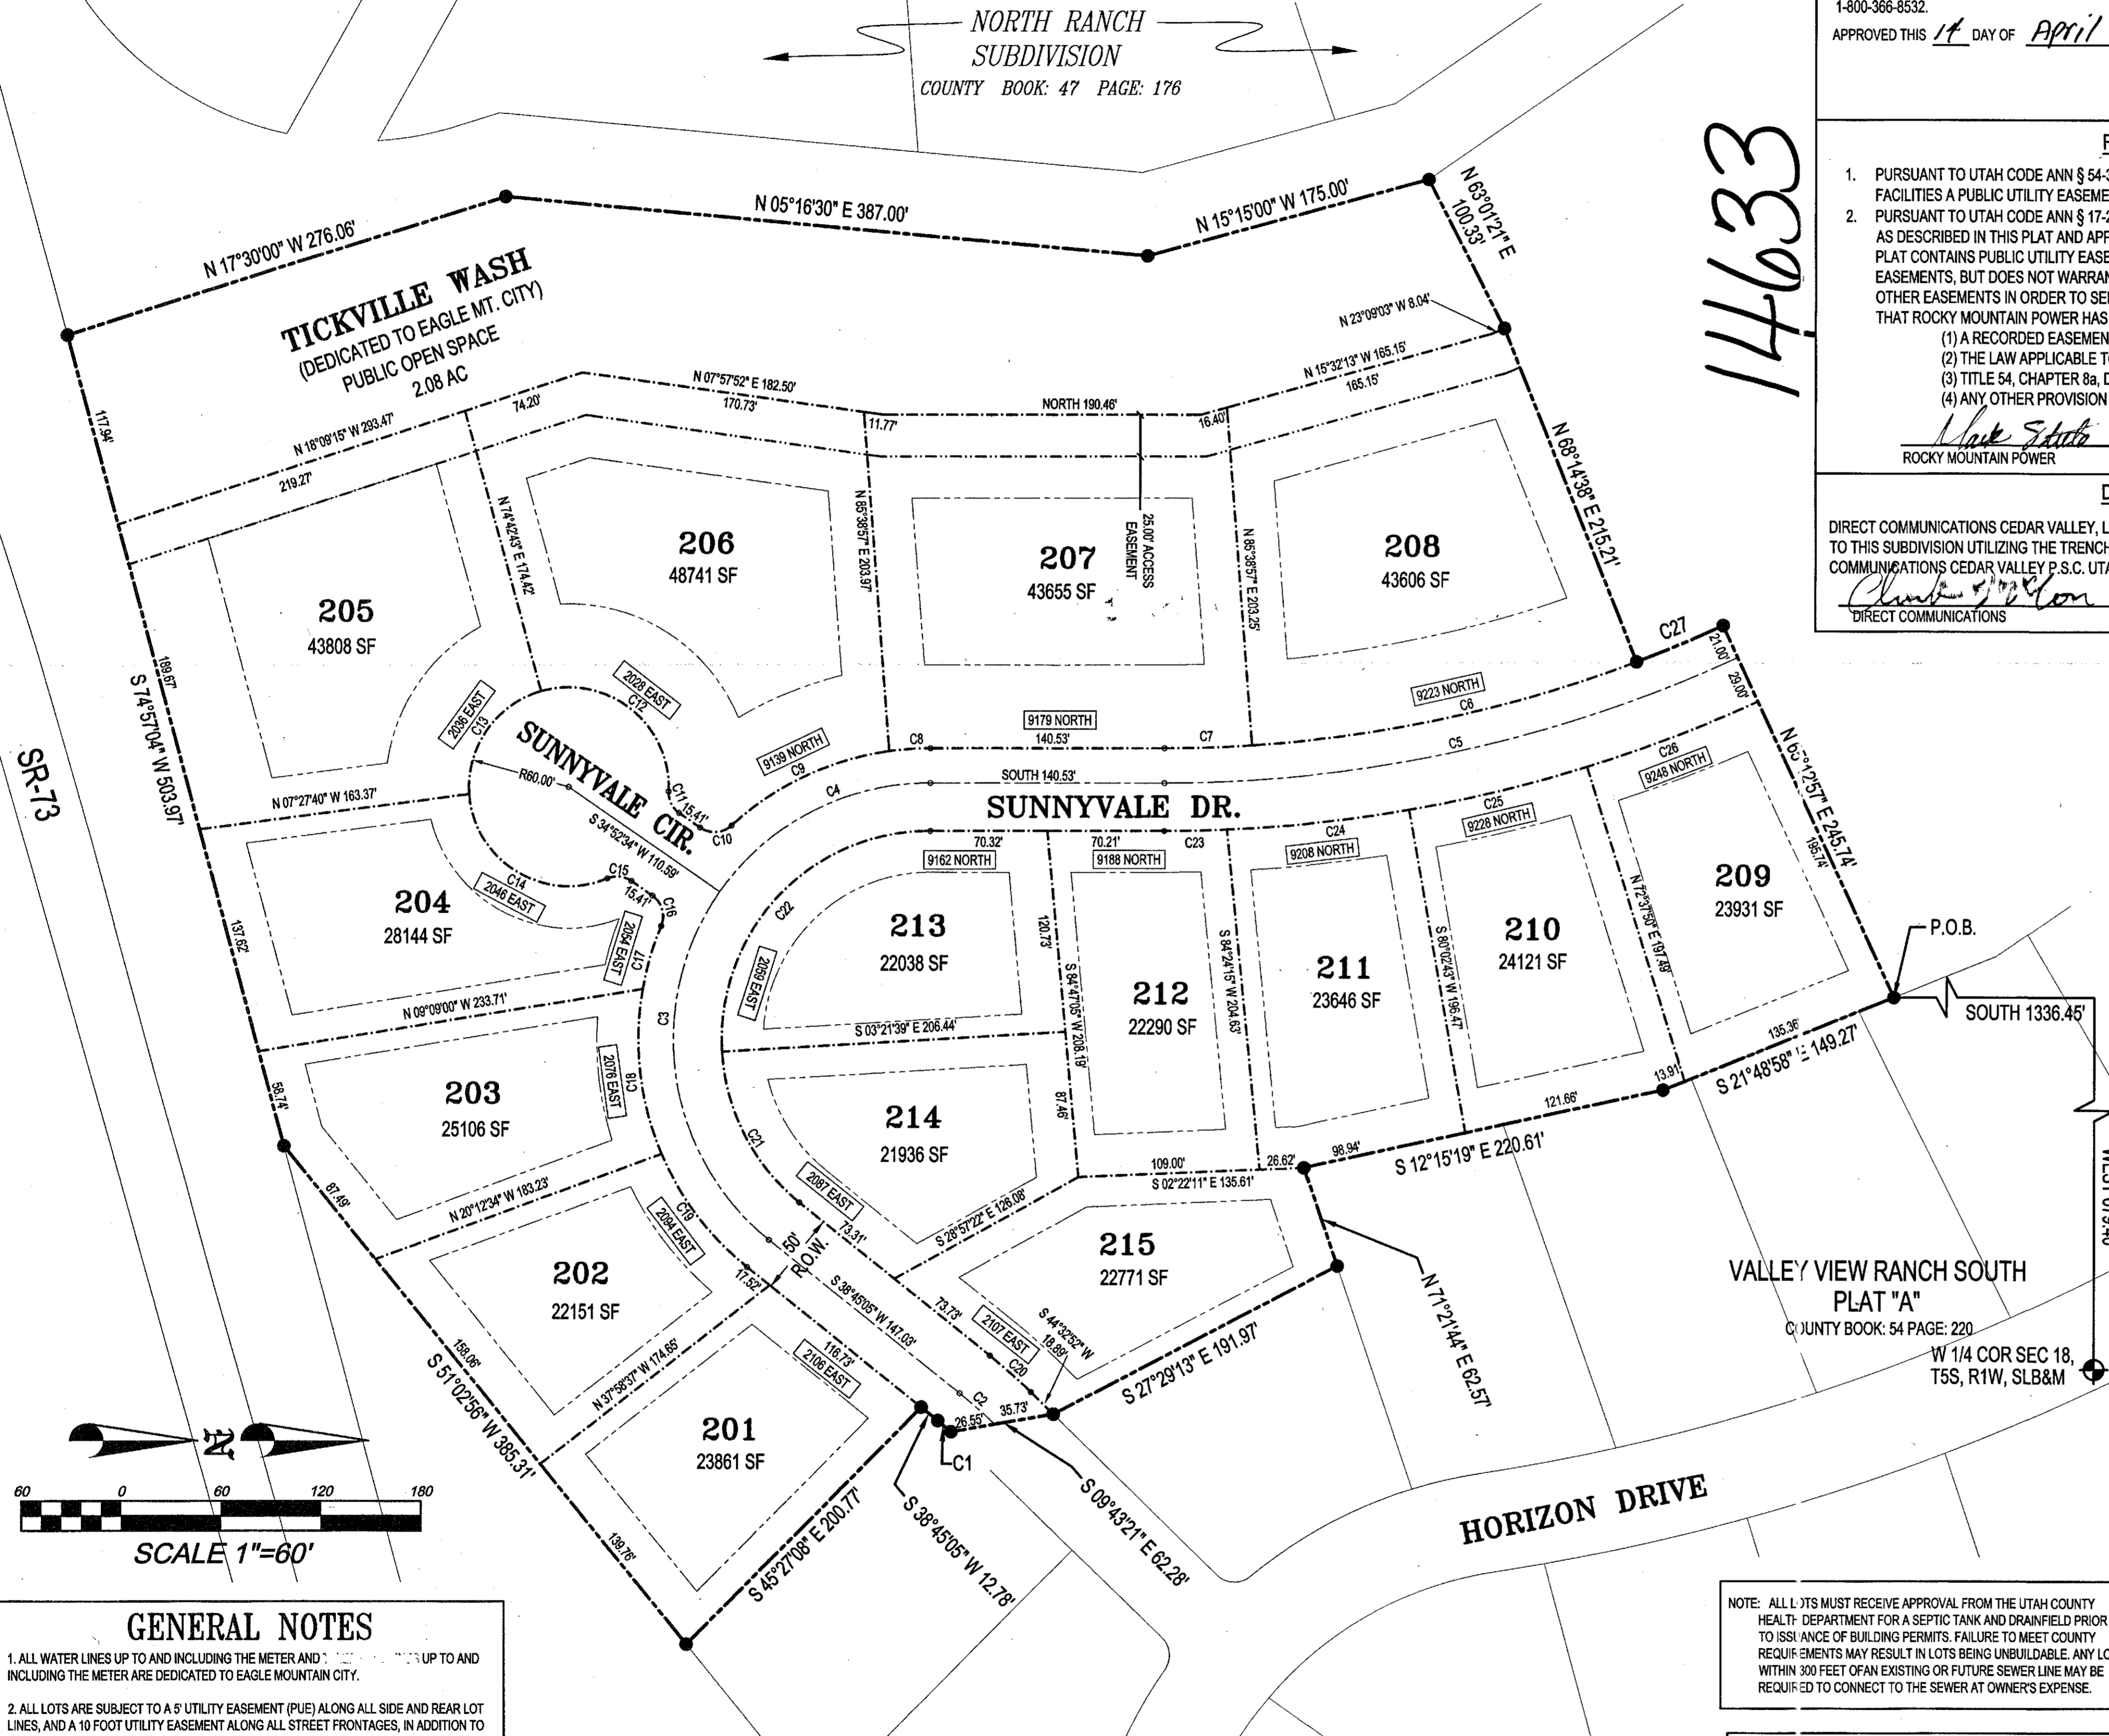 NORTH RANCH
SUBDIVISION
COUNTY BOOK: 47 PAGE: 176
1-800-366-8532.
APPROVED THIS 14 DAY OF April
14633
1. PURSUANT TO UTAH CODE ANN § 54-3
FACILITIES A PUBLIC UTILITY EASEME
2. PURSUANT TO UTAH CODE ANN § 17-2
AS DESCRIBED IN THIS PLAT AND APP
PLAT CONTAINS PUBLIC UTILITY EASE
EASEMENTS, BUT DOES NOT WARRAN
OTHER EASEMENTS IN ORDER TO SE
THAT ROCKY MOUNTAIN POWER HAS
(1) A RECORDED EASEMEN
(2) THE LAW APPLICABLE T
(3) TITLE 54, CHAPTER 8a, D
(4) ANY OTHER PROVISION
ROCKY MOUNTAIN POWER
DIRECT COMMUNICATIONS CEDAR VALLEY, L
TO THIS SUBDIVISION UTILIZING THE TRENCH
COMMUNICATIONS CEDAR VALLEY P.S.C. UTA
DIRECT COMMUNICATIONS
N 17°30'00" W 276.06'
N 05°16'30" E 387.00'
N 15°15'00" W 175.00'
N 63°01'21" E
100.33'
N 23°09'03" W 8.04'
TICKVILLE WASH
(DEDICATED TO EAGLE MT. CITY)
PUBLIC OPEN SPACE
2.08 AC
117.94'
N 18°09'15" W 293.47'
219.27'
74.20'
N 07°57'52" E 182.50'
170.73'
11.77'
NORTH 190.46'
16.40'
N 15°32'13" W 165.15'
165.15'
N 68°14'38" E 215.21'
205
43808 SF
N 74°42'43" E 174.42'
206
48741 SF
N 85°38'57" E 203.97'
207
43655 SF
25.00' ACCESS
EASEMENT
N 85°38'57" E 203.25'
208
43606 SF
C27
21.00'
29.00'
189.67'
S 74°57'04" W 503.97'
SR-73
2036 EAST
C13
2028 EAST
C12
SUNNYVALE CIR.
R60.00'
S 34°52'34" W 110.59'
C11
15.41'
C10
9139 NORTH
C9
C8
9179 NORTH
140.53'
C7
9223 NORTH
C6
C5
C4
SOUTH 140.53'
SUNNYVALE DR.
N 07°27'40" W 163.37'
204
28144 SF
C14
2046 EAST
C15
15.41'
C16
2054 EAST
C17
137.62'
N 09°09'00" W 233.71'
C22
2059 EAST
70.32'
9162 NORTH
213
22038 SF
120.73'
S 03°21'39" E 206.44'
70.21'
9188 NORTH
C23
212
22290 SF
S 84°47'05" W 208.19'
87.46'
S 84°24'15" W 204.63'
C24
9208 NORTH
211
23646 SF
S 80°02'43" W 196.47'
C25
9228 NORTH
210
24121 SF
N 72°37'50" E 197.49'
C26
9248 NORTH
209
23931 SF
N 65°12'57" E 245.74'
195.74'
P.O.B.
SOUTH 1336.45'
135.36'
S 21°48'58" E 149.27'
13.91'
121.66'
98.94'
S 12°15'19" E 220.61'
58.74'
203
25106 SF
2076 EAST
C18
C3
87.49'
N 20°12'34" W 183.23'
214
21936 SF
C21
2087 EAST
73.31'
S 28°57'22" E 126.08'
109.00'
26.62'
S 02°22'11" E 135.61'
215
22771 SF
N 71°21'44" E 62.57'
202
22151 SF
C19
2094 EAST
17.52'
50'
R.O.W.
S 38°45'05" W 147.03'
73.73'
2107 EAST
C20
S 44°32'52" W
18.89'
S 27°29'13" E 191.97'
158.06'
S 51°02'56" W 385.31'
N 37°58'37" W 174.65'
116.73'
2106 EAST
201
23861 SF
C2
26.55'
35.73'
C1
S 09°43'21" E 62.28'
S 38°45'05" W 12.78'
S 45°27'08" E 200.77'
139.76'
VALLEY VIEW RANCH SOUTH
PLAT "A"
COUNTY BOOK: 54 PAGE: 220
W 1/4 COR SEC 18,
T5S, R1W, SLB&M
HORIZON DRIVE
N
60 0 60 120 180
SCALE 1"=60'
GENERAL NOTES
1. ALL WATER LINES UP TO AND INCLUDING THE METER AND UP TO AND
INCLUDING THE METER ARE DEDICATED TO EAGLE MOUNTAIN CITY.
2. ALL LOTS ARE SUBJECT TO A 5' UTILITY EASEMENT (PUE) ALONG ALL SIDE AND REAR LOT
LINES, AND A 10 FOOT UTILITY EASEMENT ALONG ALL STREET FRONTAGES, IN ADDITION TO
NOTE: ALL LOTS MUST RECEIVE APPROVAL FROM THE UTAH COUNTY
HEALTH DEPARTMENT FOR A SEPTIC TANK AND DRAINFIELD PRIOR
TO ISSUANCE OF BUILDING PERMITS. FAILURE TO MEET COUNTY
REQUIREMENTS MAY RESULT IN LOTS BEING UNBUILDABLE. ANY LO
WITHIN 300 FEET OFAN EXISTING OR FUTURE SEWER LINE MAY BE
REQUIRED TO CONNECT TO THE SEWER AT OWNER'S EXPENSE.